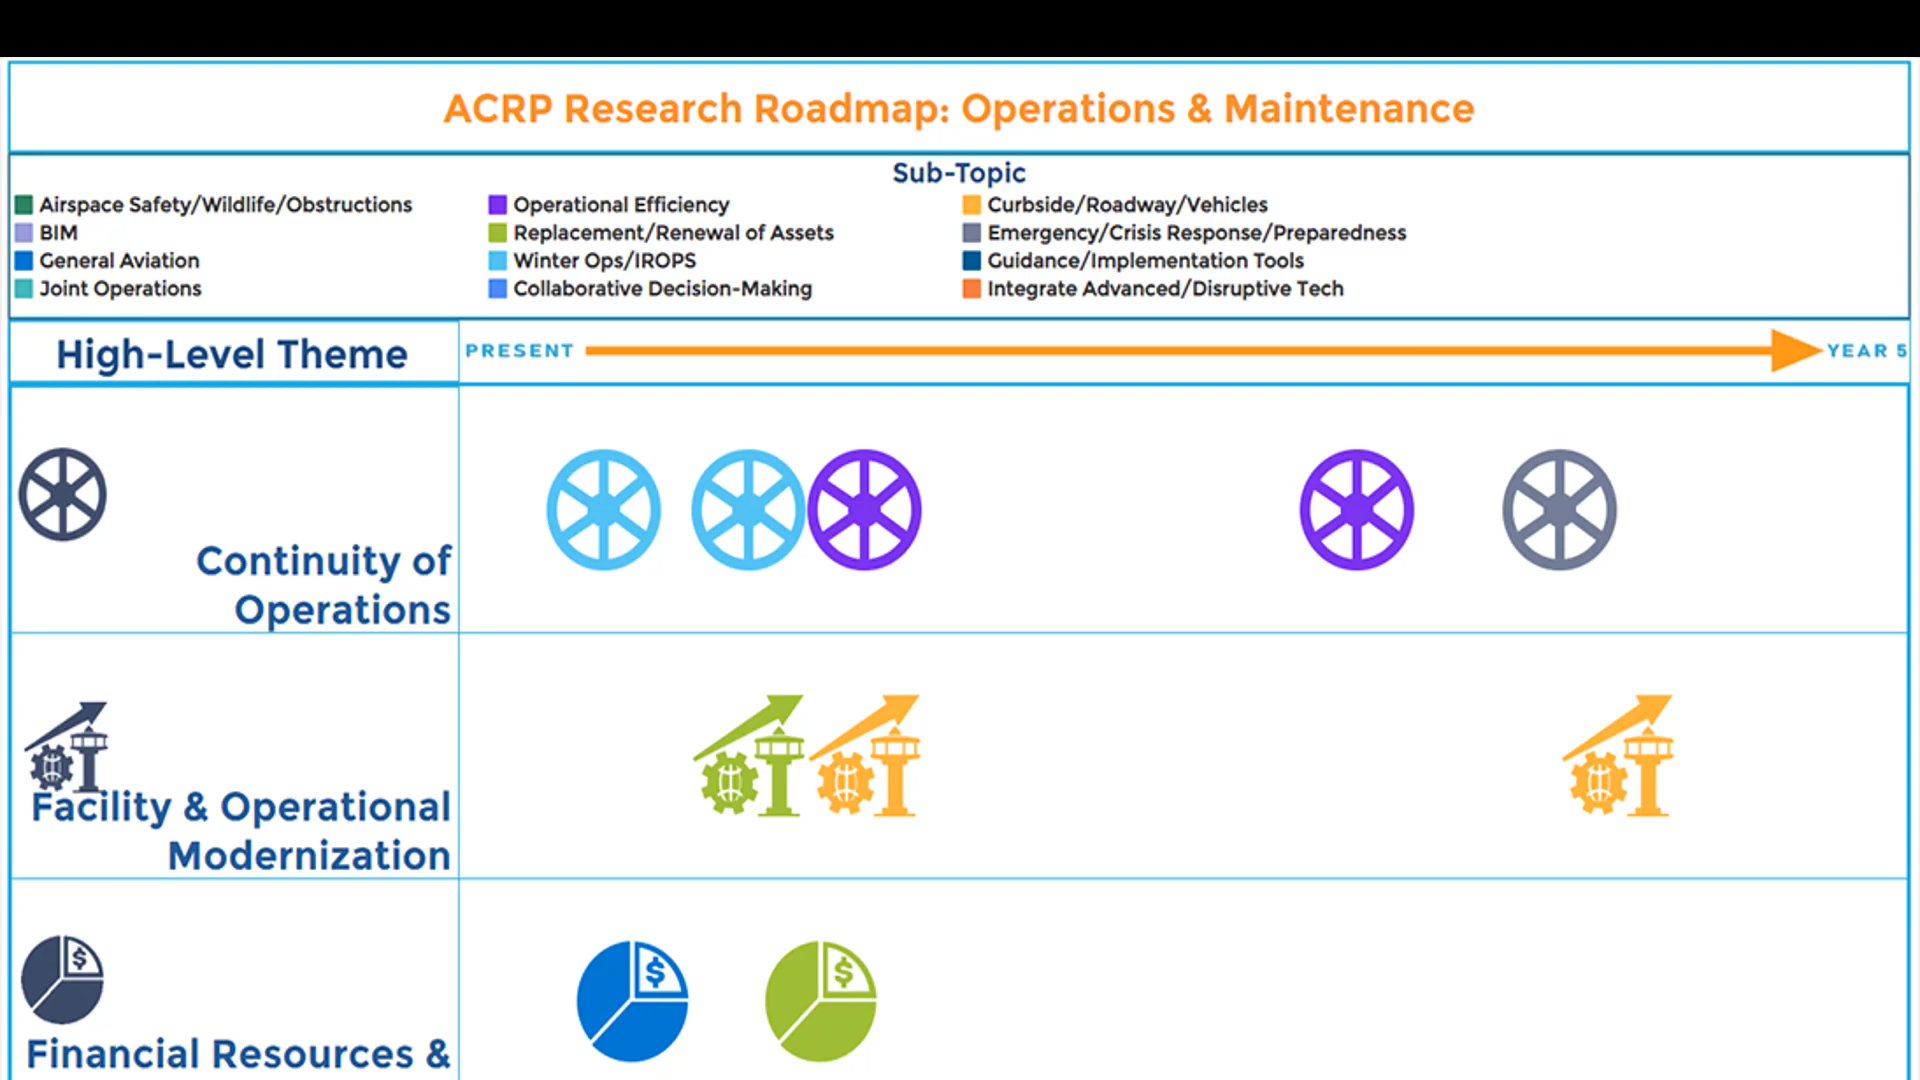 ACRP Research Roadmap: Operations & Maintenance
Sub-Topic
Airspace Safety/Wildlife/Obstructions
BIM
General Aviation
Joint Operations
Operational Efficiency
Replacement/Renewal of Assets
Winter Ops/IROPS
Collaborative Decision-Making
Curbside/Roadway/Vehicles
Emergency/Crisis Response/Preparedness
Guidance/Implementation Tools
Integrate Advanced/Disruptive Tech
High-Level Theme
PRESENT
YEAR 5
Continuity of
Operations
Facility & Operational
Modernization
$
$
$
Financial Resources &